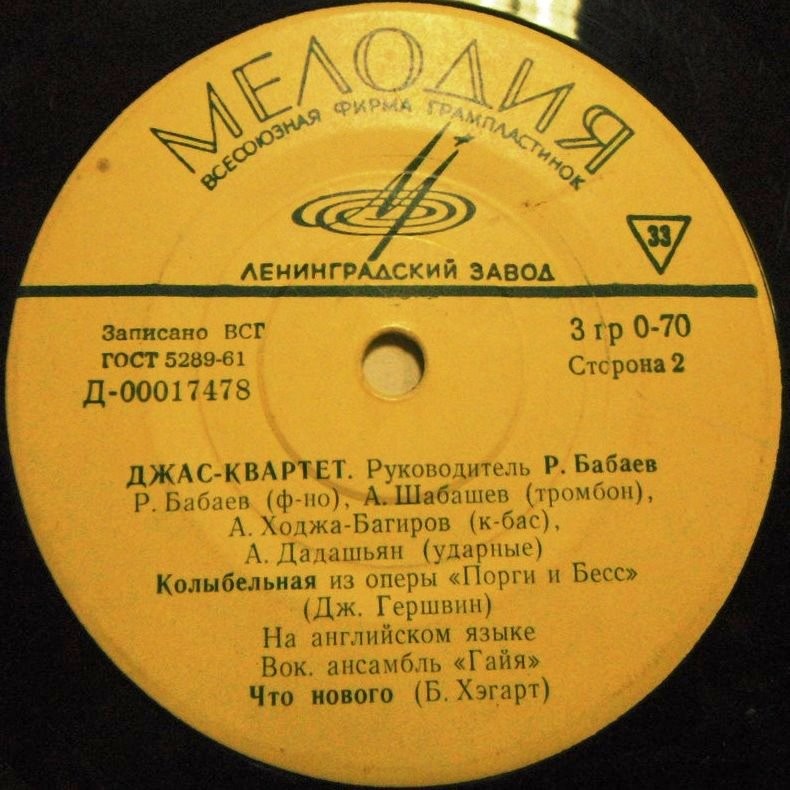 МЕЛОДИЯ
ВСЕСОЮЗНАЯ ФИРМА ГРАМПЛАСТИНОК
33
ЛЕНИНГРАДСКИЙ ЗАВОД
Записано ВСГ
3 гр 0-70
ГОСТ 5289-61
Сторона 2
Д-00017478
ДЖАС-КВАРТЕТ. Руководитель Р. Бабаев
Р. Бабаев (ф-но), А. Шабашев (тромбон),
А. Ходжа-Багиров (к-бас),
А. Дадашьян (ударные)
Колыбельная из оперы «Порги и Бесс»
(Дж. Гершвин)
На английском языке
Вок. ансамбль «Гайя»
Что нового (Б. Хэгарт)